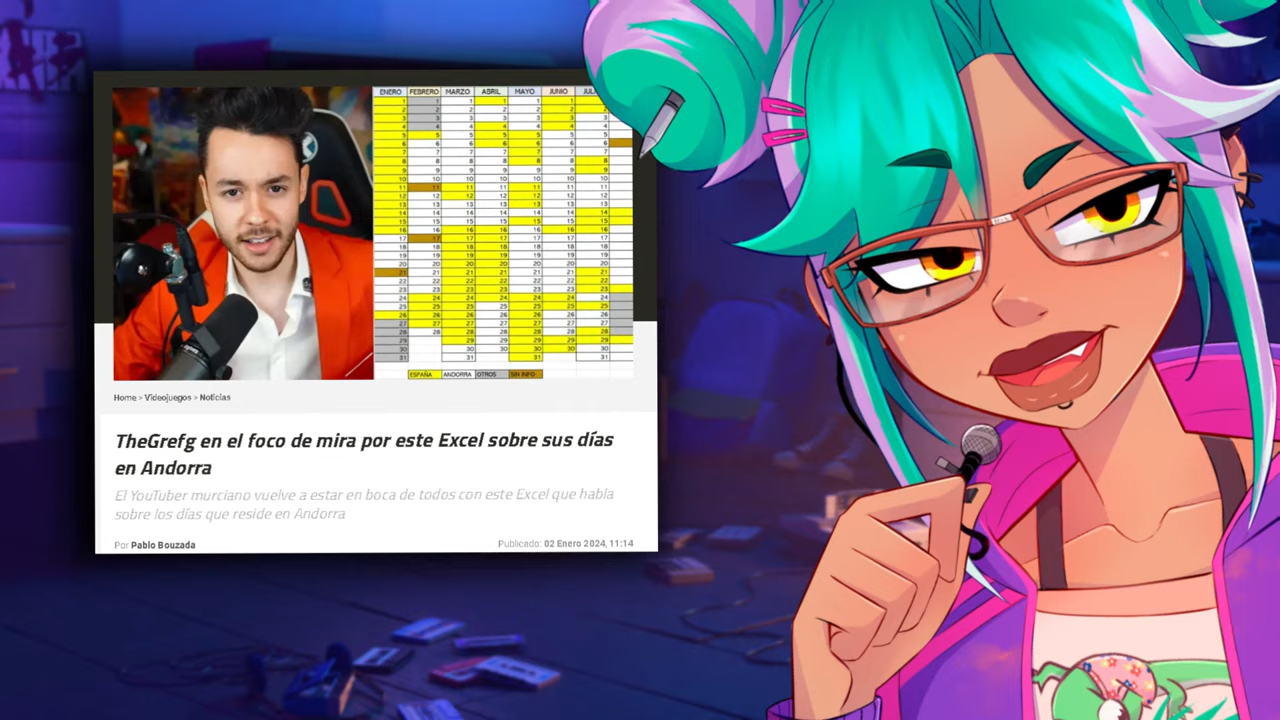 ENERO FEBRERO MARZO ABRIL MAYO JUNIO
ESPAÑA ANDORRA OTROS SIN INFO
Home > Videojuegos > Noticias
TheGrefg en el foco de mira por este Excel sobre sus días
en Andorra
El YouTuber murciano vuelve a estar en boca de todos con este Excel que habla
sobre los días que reside en Andorra
Por Pablo Bouzada
Publicado: 02 Enero 2024, 11:14